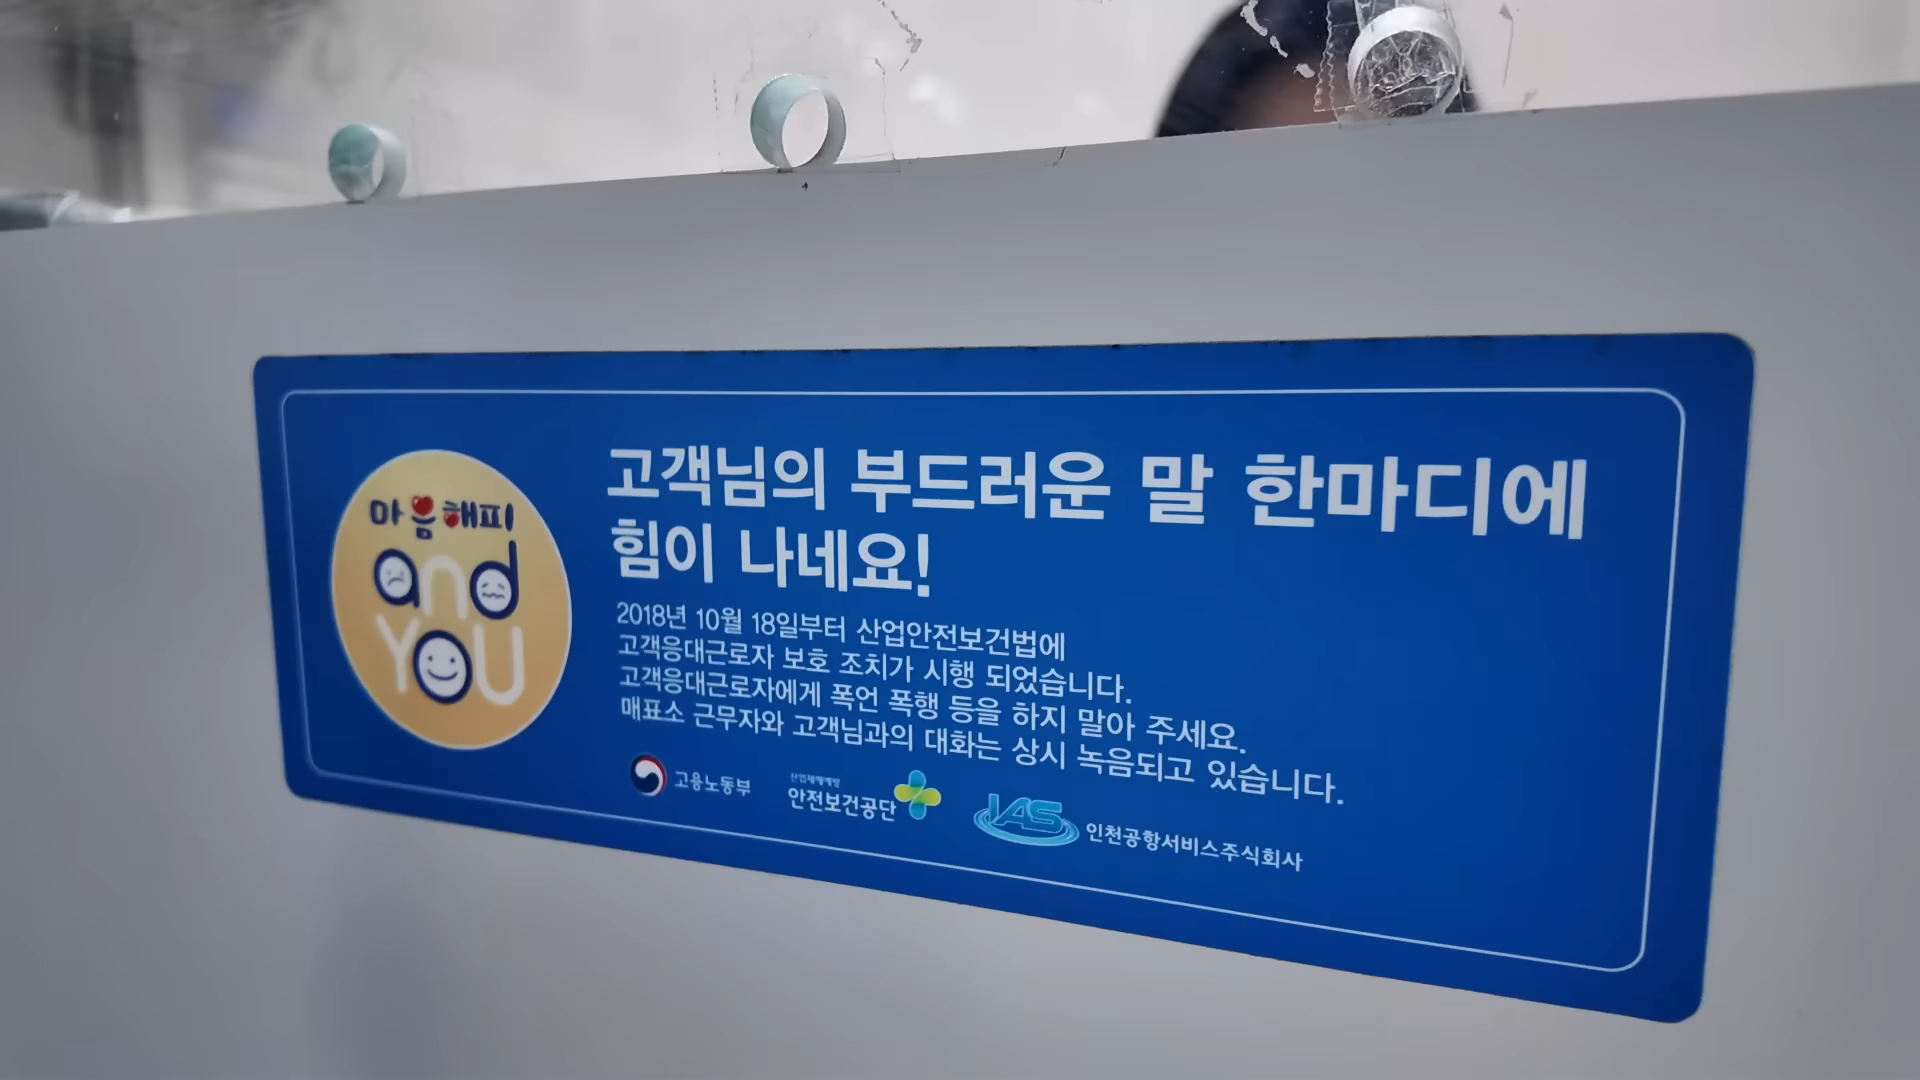 마음해피
and
YOU
고객님의 부드러운 말 한마디에
힘이 나네요!
2018년 10월 18일부터 산업안전보건법에
고객응대근로자 보호 조치가 시행 되었습니다.
고객응대근로자에게 폭언 폭행 등을 하지 말아 주세요.
매표소 근무자와 고객님과의 대화는 상시 녹음되고 있습니다.
고용노동부
산업재해예방
안전보건공단
IAS 인천공항서비스주식회사